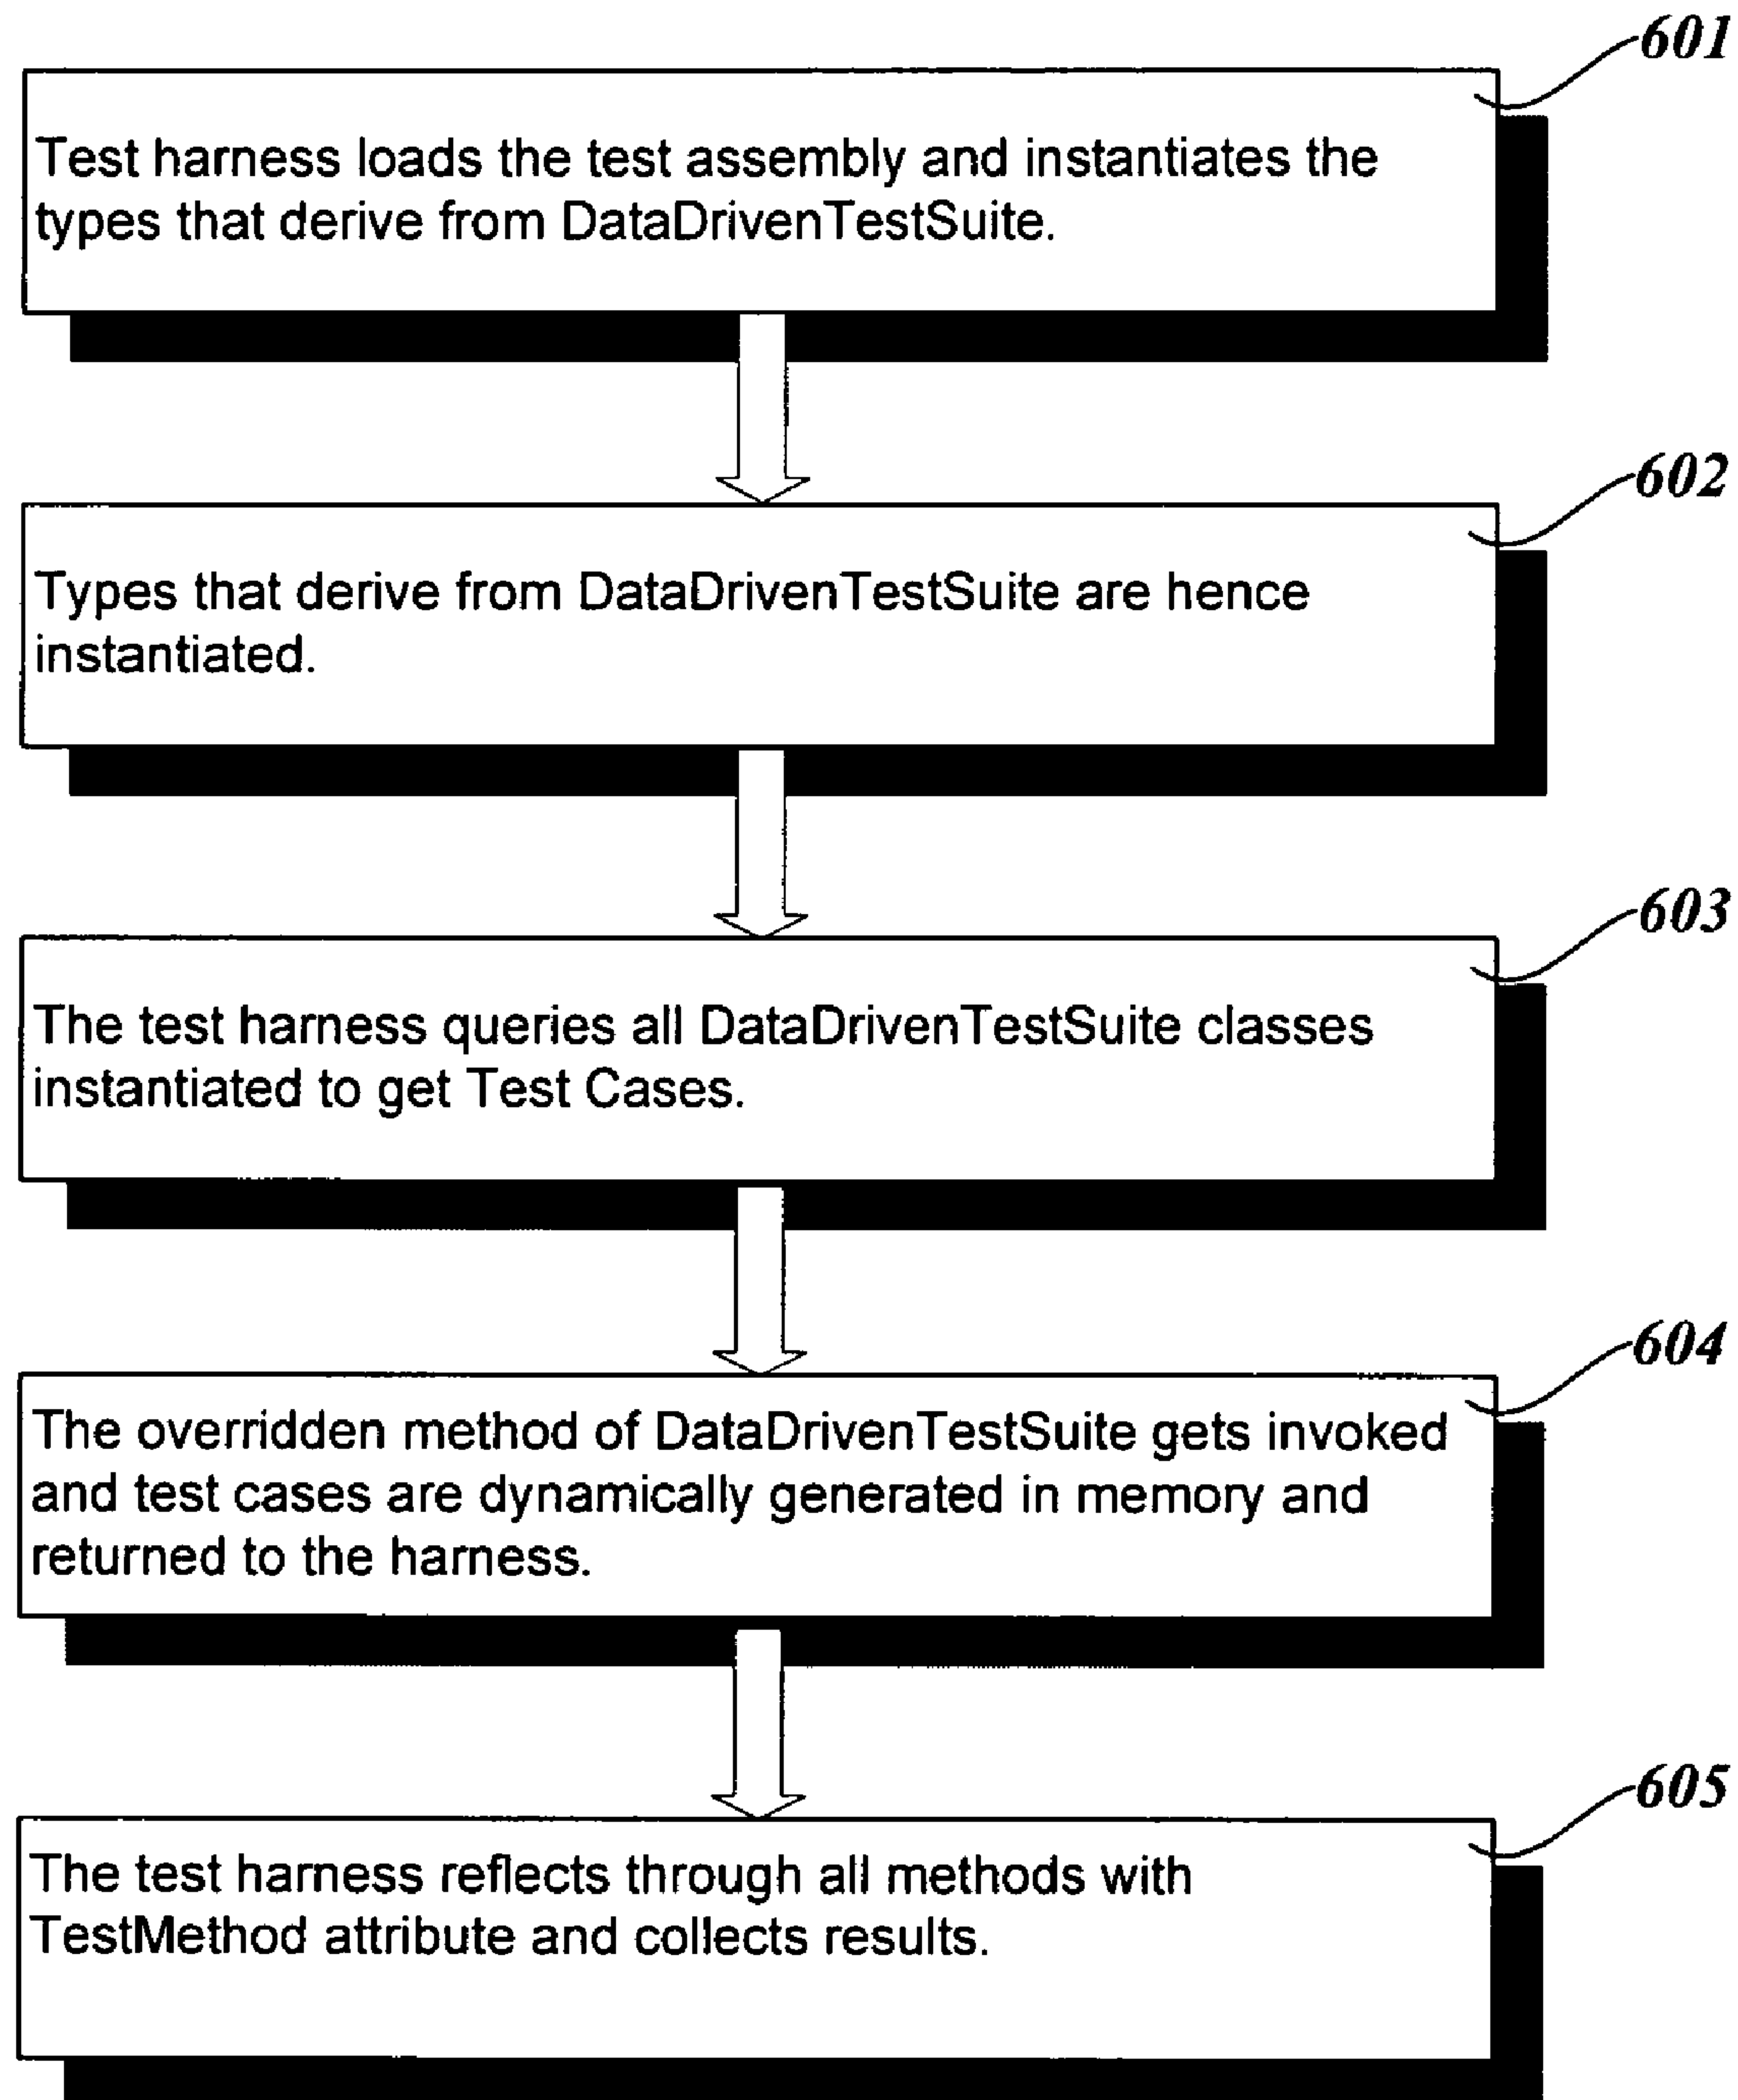 601
Test harness loads the test assembly and instantiates the
types that derive from DataDrivenTestSuite.
602
Types that derive from DataDrivenTestSuite are hence
instantiated.
603
The test harness queries all DataDrivenTestSuite classes
instantiated to get Test Cases.
604
The overridden method of DataDrivenTestSuite gets invoked
and test cases are dynamically generated in memory and
returned to the harness.
605
The test harness reflects through all methods with
TestMethod attribute and collects results.